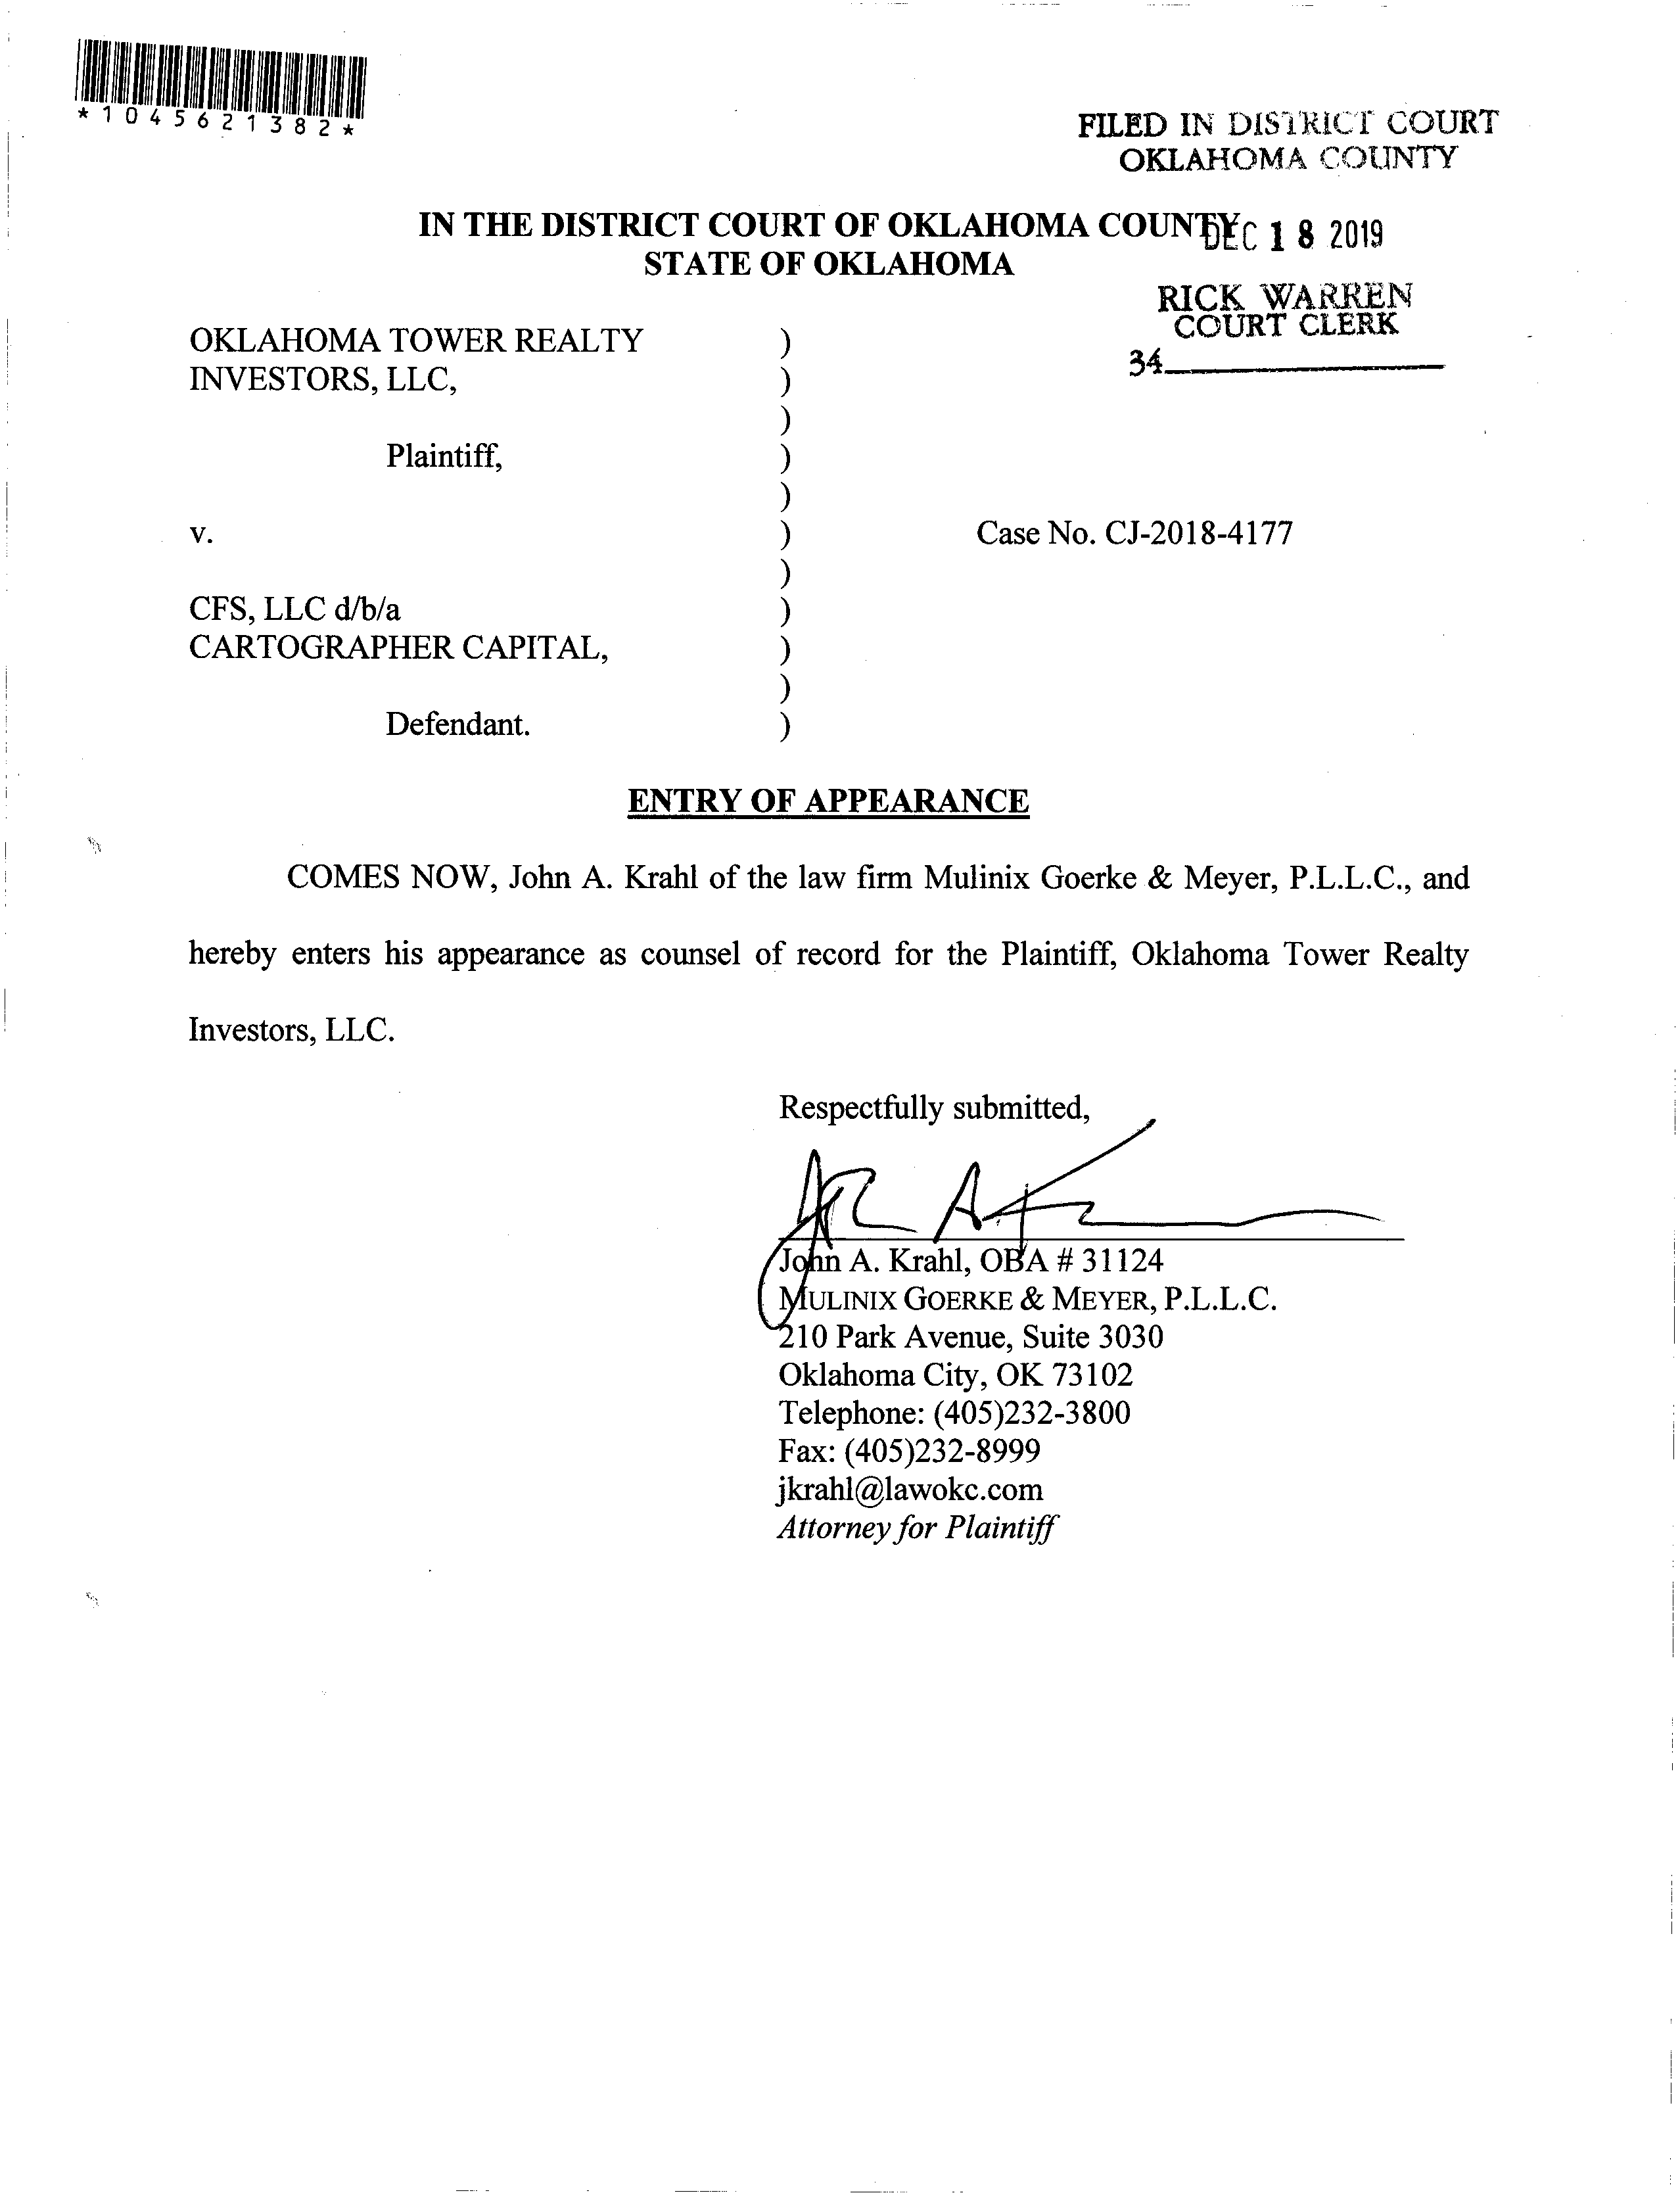 *1045621382*
FILED IN DISTRICT COURT
OKLAHOMA COUNTY
IN THE DISTRICT COURT OF OKLAHOMA COUNTY
DEC 18 2019
STATE OF OKLAHOMA
RICK WARREN
COURT CLERK
34
OKLAHOMA TOWER REALTY )
INVESTORS, LLC, )
)
Plaintiff, )
)
v. ) Case No. CJ-2018-4177
)
CFS, LLC d/b/a )
CARTOGRAPHER CAPITAL, )
)
Defendant. )
ENTRY OF APPEARANCE
COMES NOW, John A. Krahl of the law firm Mulinix Goerke & Meyer, P.L.L.C., and
hereby enters his appearance as counsel of record for the Plaintiff, Oklahoma Tower Realty
Investors, LLC.
Respectfully submitted,
John A. Krahl, OBA # 31124
MULINIX GOERKE & MEYER, P.L.L.C.
210 Park Avenue, Suite 3030
Oklahoma City, OK 73102
Telephone: (405)232-3800
Fax: (405)232-8999
jkrahl@lawokc.com
Attorney for Plaintiff